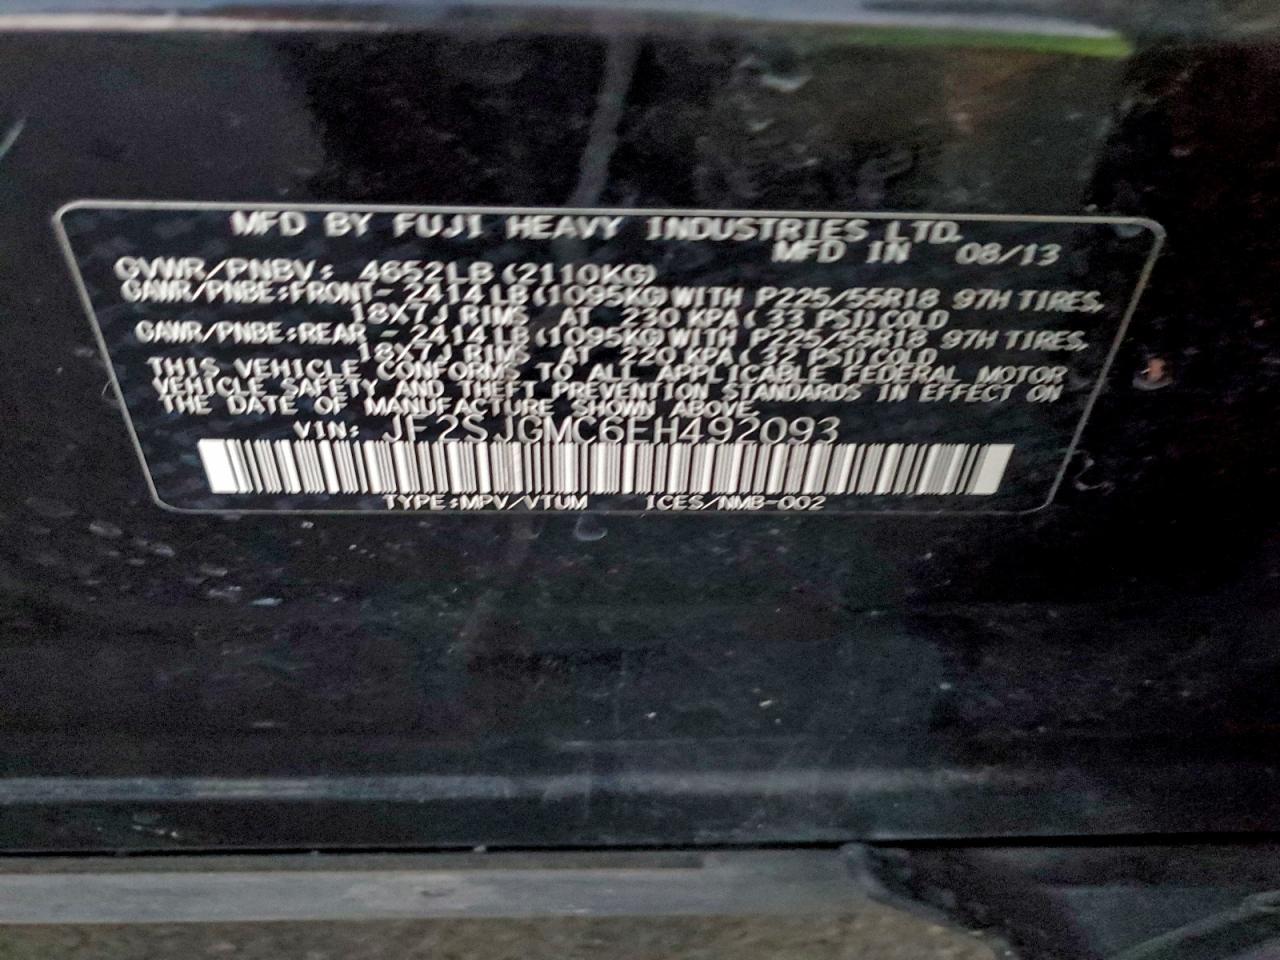 MFD BY FUJI HEAVY INDUSTRIES LTD.
MFD IN 08/13
GVWR/PNBV: 4652LB (2110KG)
GAWR/PNBE:FRONT- 2414 LB (1095KG) WITH P225/55R18 97H TIRES,
18X7J RIMS AT 230 KPA ( 33 PSI) COLD
GAWR/PNBE:REAR - 2414 LB (1095KG) WITH P225/55R18 97H TIRES,
18X7J RIMS AT 220 KPA ( 32 PSI) COLD
THIS VEHICLE CONFORMS TO ALL APPLICABLE FEDERAL MOTOR
VEHICLE SAFETY AND THEFT PREVENTION STANDARDS IN EFFECT ON
THE DATE OF MANUFACTURE SHOWN ABOVE.
VIN: JF2SJGMC6EH492093
TYPE:MPV/VTUM ICES/NMB-002